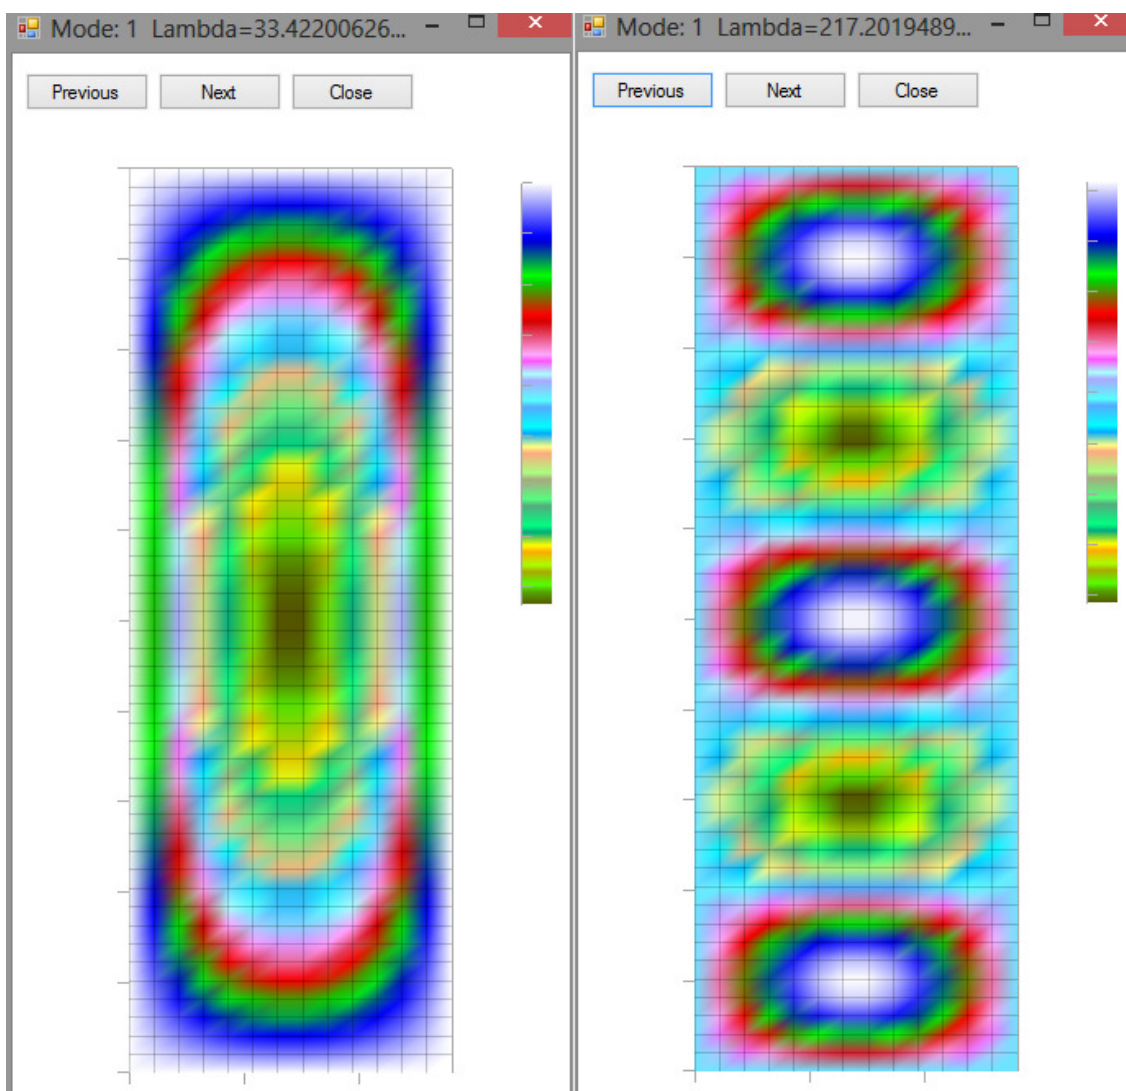 Mode: 1 Lambda=33.42200626...
Previous Next Close
Mode: 1 Lambda=217.2019489...
Previous Next Close